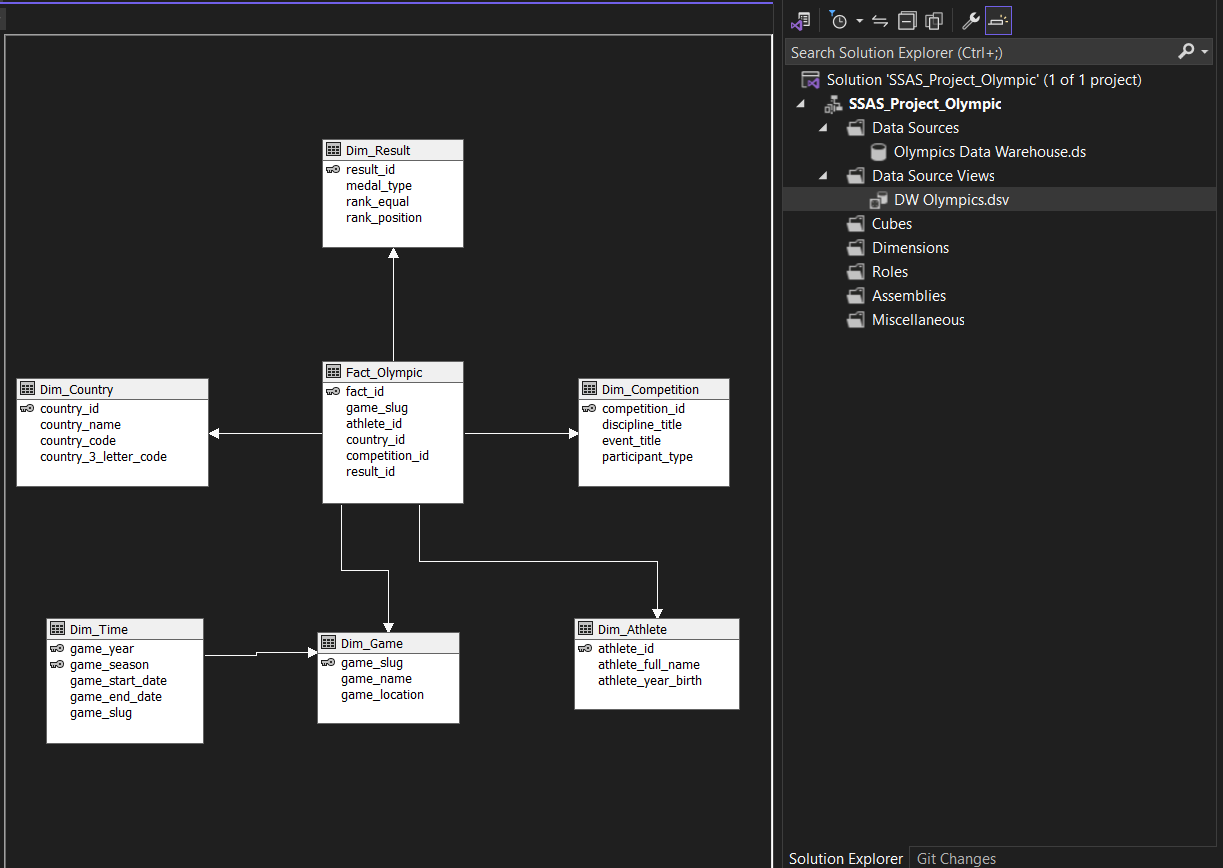 Dim_Result
result_id
medal_type
rank_equal
rank_position
Dim_Country
country_id
country_name
country_code
country_3_letter_code
Fact_Olympic
fact_id
game_slug
athlete_id
country_id
competition_id
result_id
Dim_Competition
competition_id
discipline_title
event_title
participant_type
Dim_Time
game_year
game_season
game_start_date
game_end_date
game_slug
Dim_Game
game_slug
game_name
game_location
Dim_Athlete
athlete_id
athlete_full_name
athlete_year_birth
Search Solution Explorer (Ctrl+;)
Solution 'SSAS_Project_Olympic' (1 of 1 project)
SSAS_Project_Olympic
Data Sources
Olympics Data Warehouse.ds
Data Source Views
DW Olympics.dsv
Cubes
Dimensions
Roles
Assemblies
Miscellaneous
Solution Explorer
Git Changes